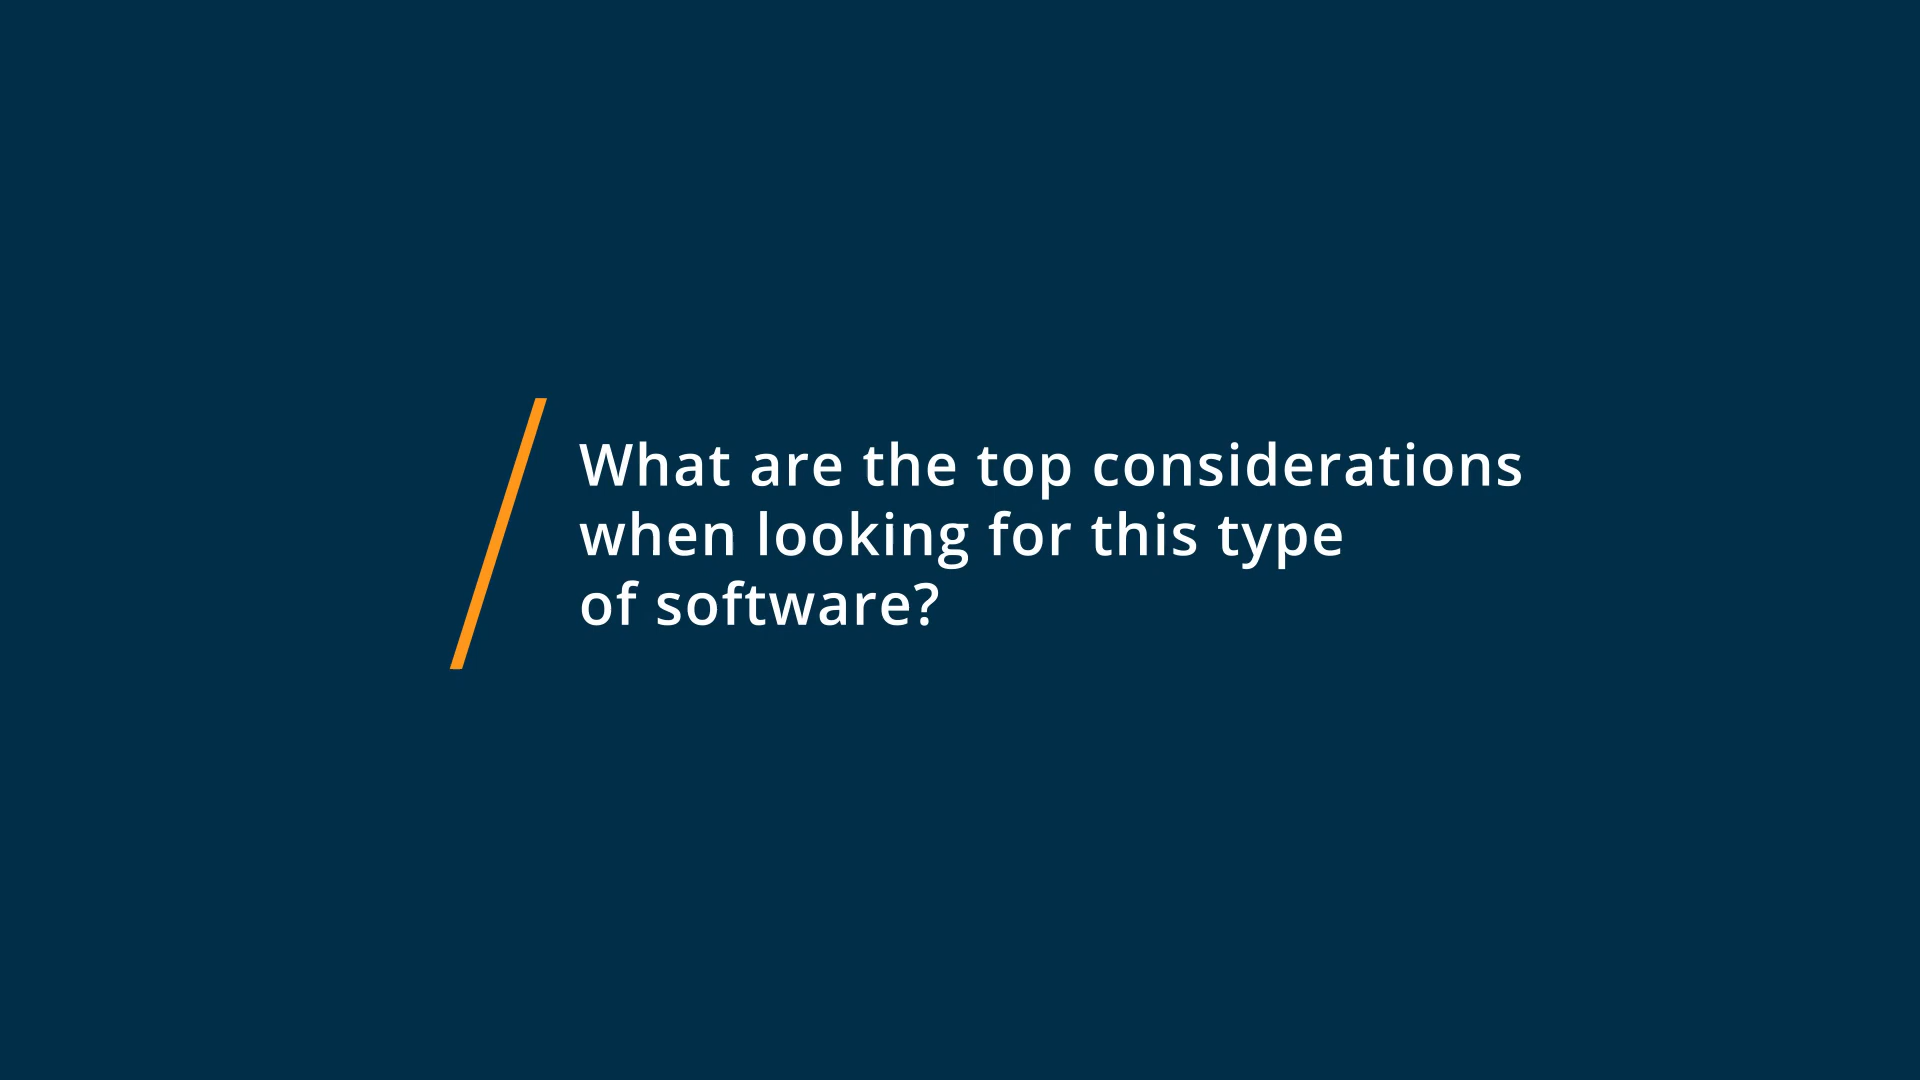 What are the top considerations
when looking for this type
of software?